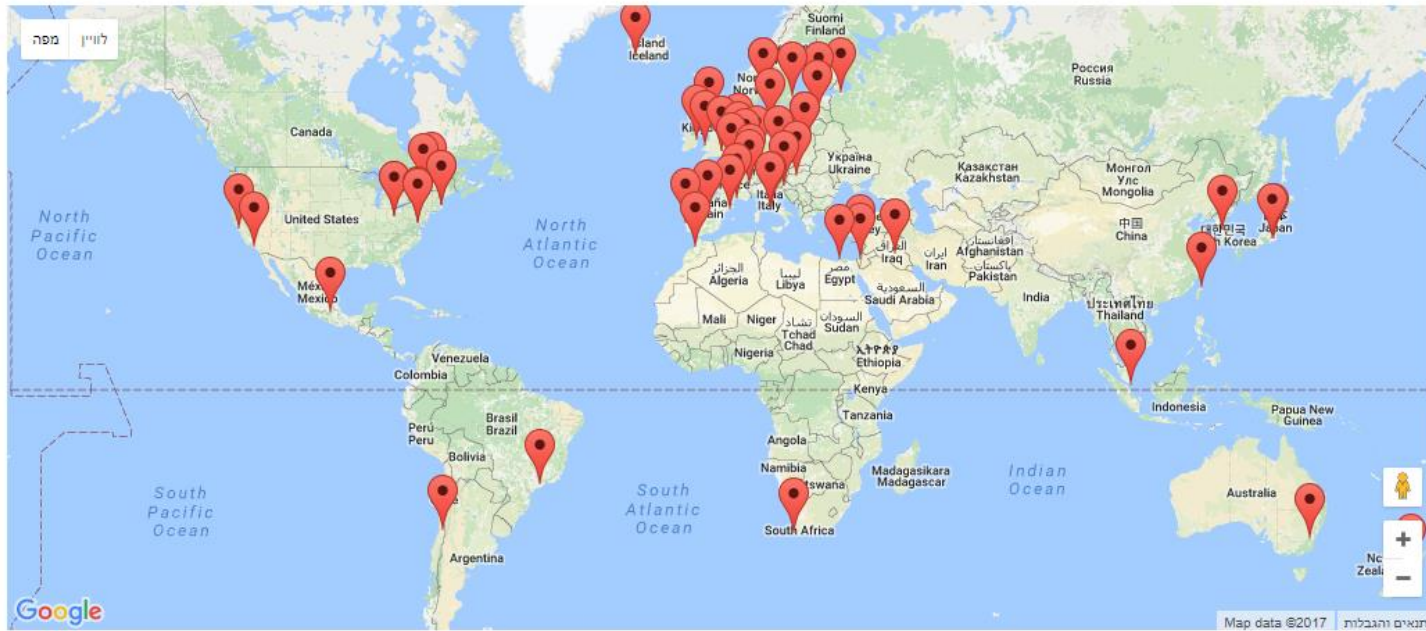 מפה
לוויין
Suomi
Finland
Iceland
Россия
Russia
Canada
Україна
Ukraine
Қазақстан
Kazakhstan
Монгол
Улс
Mongolia
Italia
Italy
North
Pacific
Ocean
United States
North
Atlantic
Ocean
中国
China
South Korea
Japan
الجزائر
Algeria
ليبيا
Libya
مصر
Egypt
العراق
Iraq
ایران
Iran
افغانستان
Afghanistan
پاکستان
Pakistan
México
Mexico
السعودية
Saudi Arabia
India
ประเทศไทย
Thailand
Mali
Niger
تشاد
Tchad
Chad
السودان
Sudan
Nigeria
ኢትዮጵያ
Ethiopia
Venezuela
Colombia
Kenya
Indonesia
Papua New
Guinea
Tanzania
Brasil
Brazil
Perú
Peru
Angola
Bolivia
Namibia
Madagasikara
Madagascar
Indian
Ocean
Australia
South
Pacific
Ocean
South
Atlantic
Ocean
South Africa
Argentina
Google
Map data ©2017
תנאים והגבלות